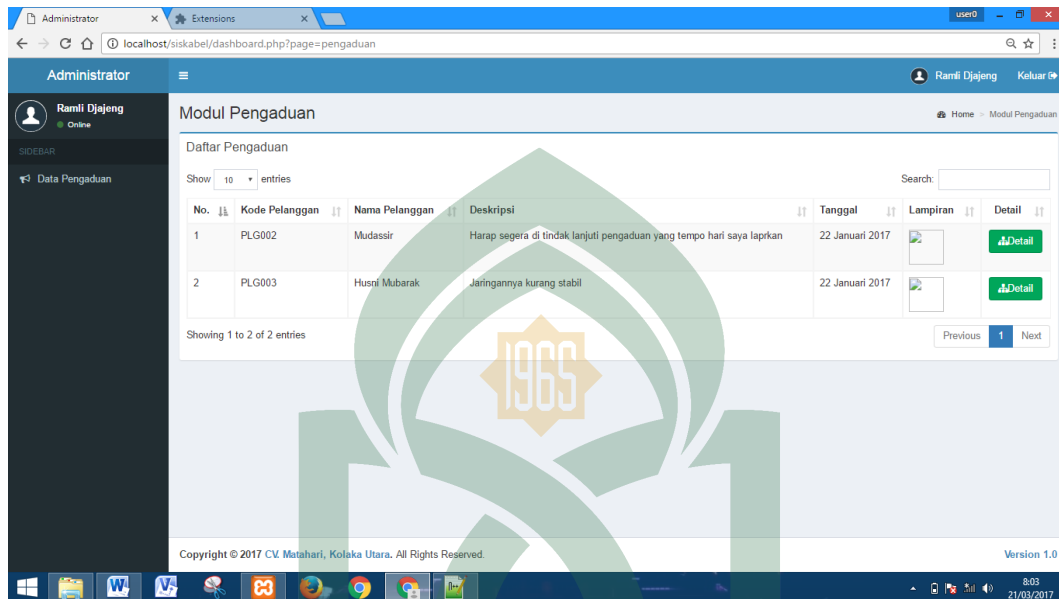 Administrator
Extensions
user0
localhost/siskabel/dashboard.php?page=pengaduan
Administrator
Ramli Djajeng
Keluar
Ramli Djajeng
Online
Modul Pengaduan
Home > Modul Pengaduan
SIDEBAR
Data Pengaduan
Daftar Pengaduan
Show 10 entries
Search:
No. Kode Pelanggan Nama Pelanggan Deskripsi Tanggal Lampiran Detail
1 PLG002 Mudassir Harap segera di tindak lanjuti pengaduan yang tempo hari saya laprkan 22 Januari 2017 Detail
2 PLG003 Husni Mubarak Jaringannya kurang stabil 22 Januari 2017 Detail
Showing 1 to 2 of 2 entries
Previous 1 Next
1965
Copyright © 2017 CV. Matahari, Kolaka Utara. All Rights Reserved.
Version 1.0
8:03
21/03/2017